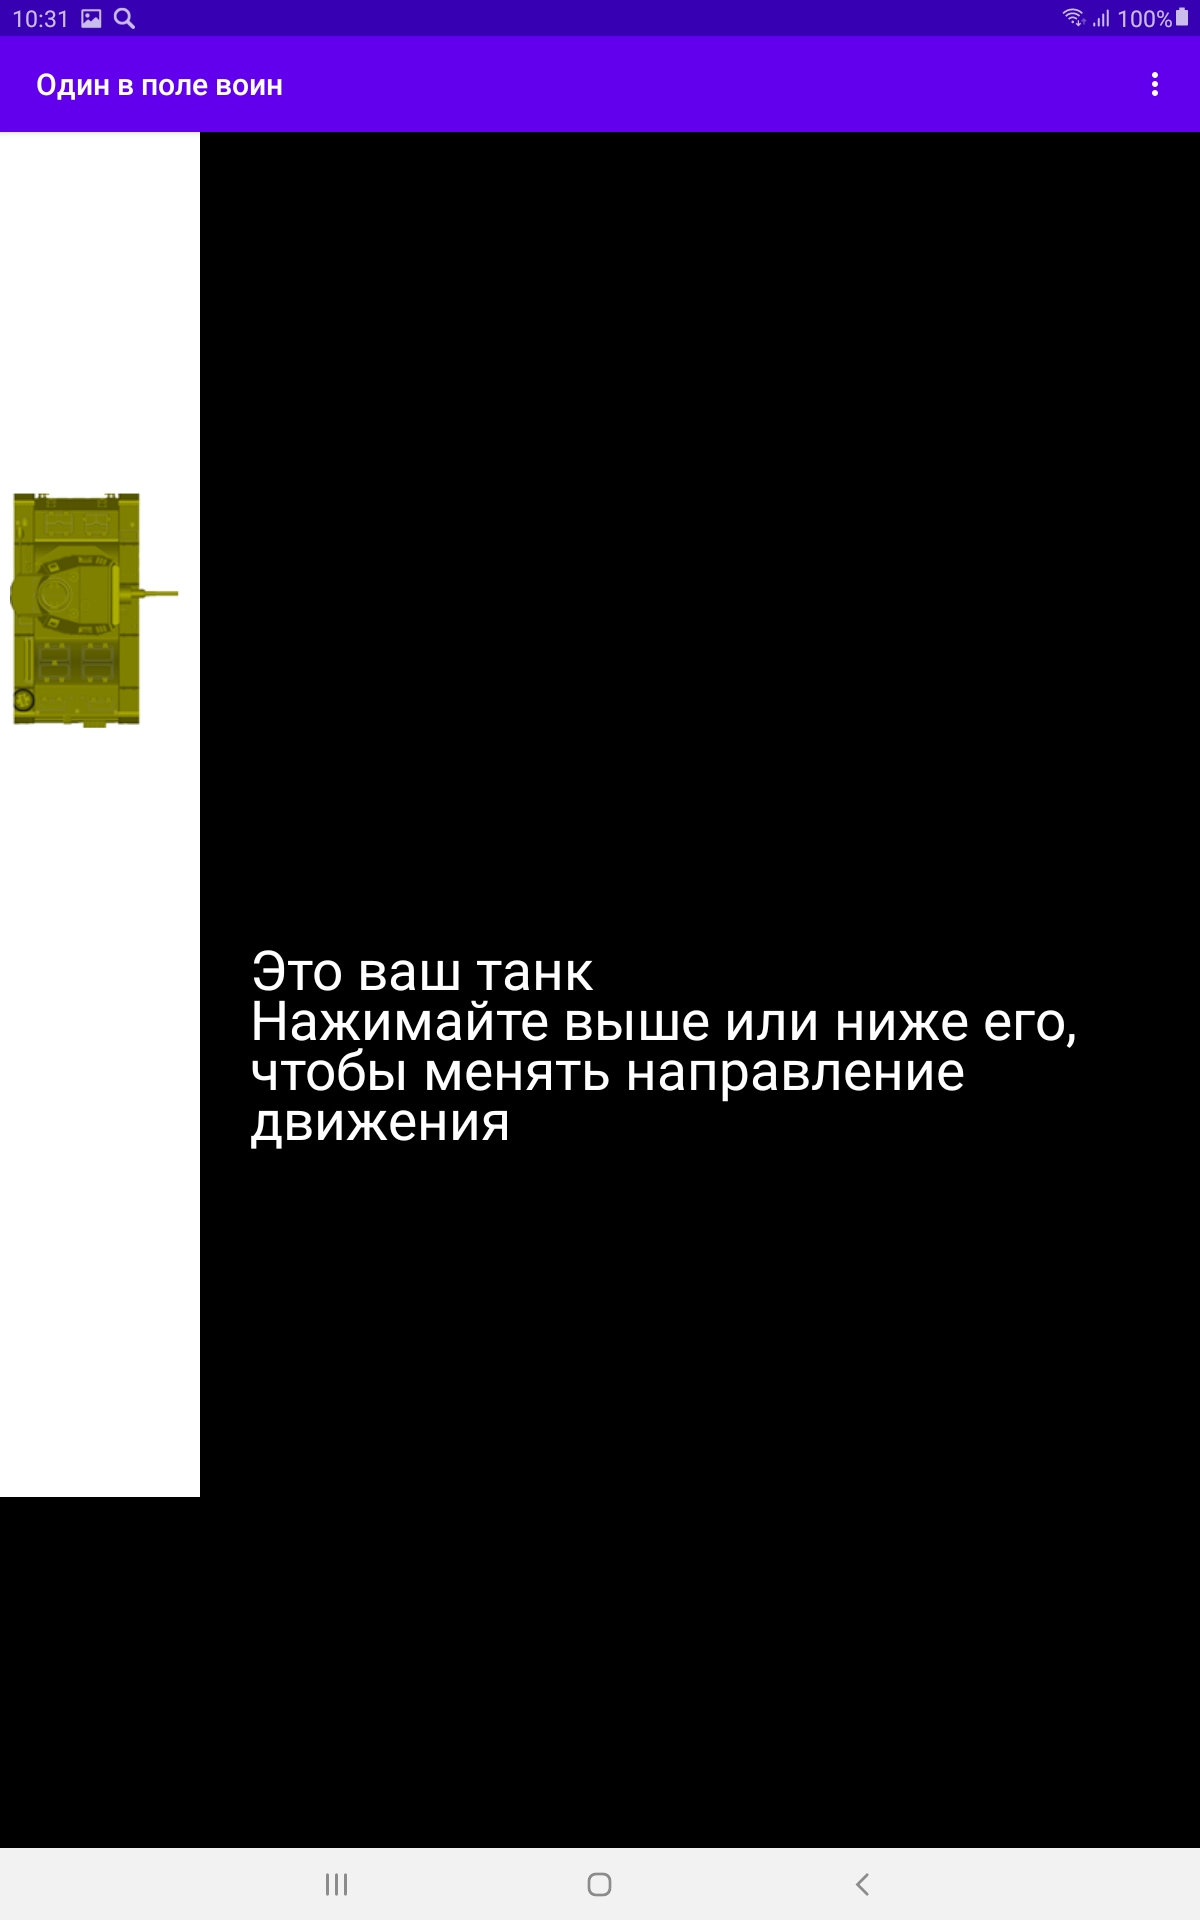 10:31
100%
Один в поле воин
Это ваш танк
Нажимайте выше или ниже его,
чтобы менять направление
движения